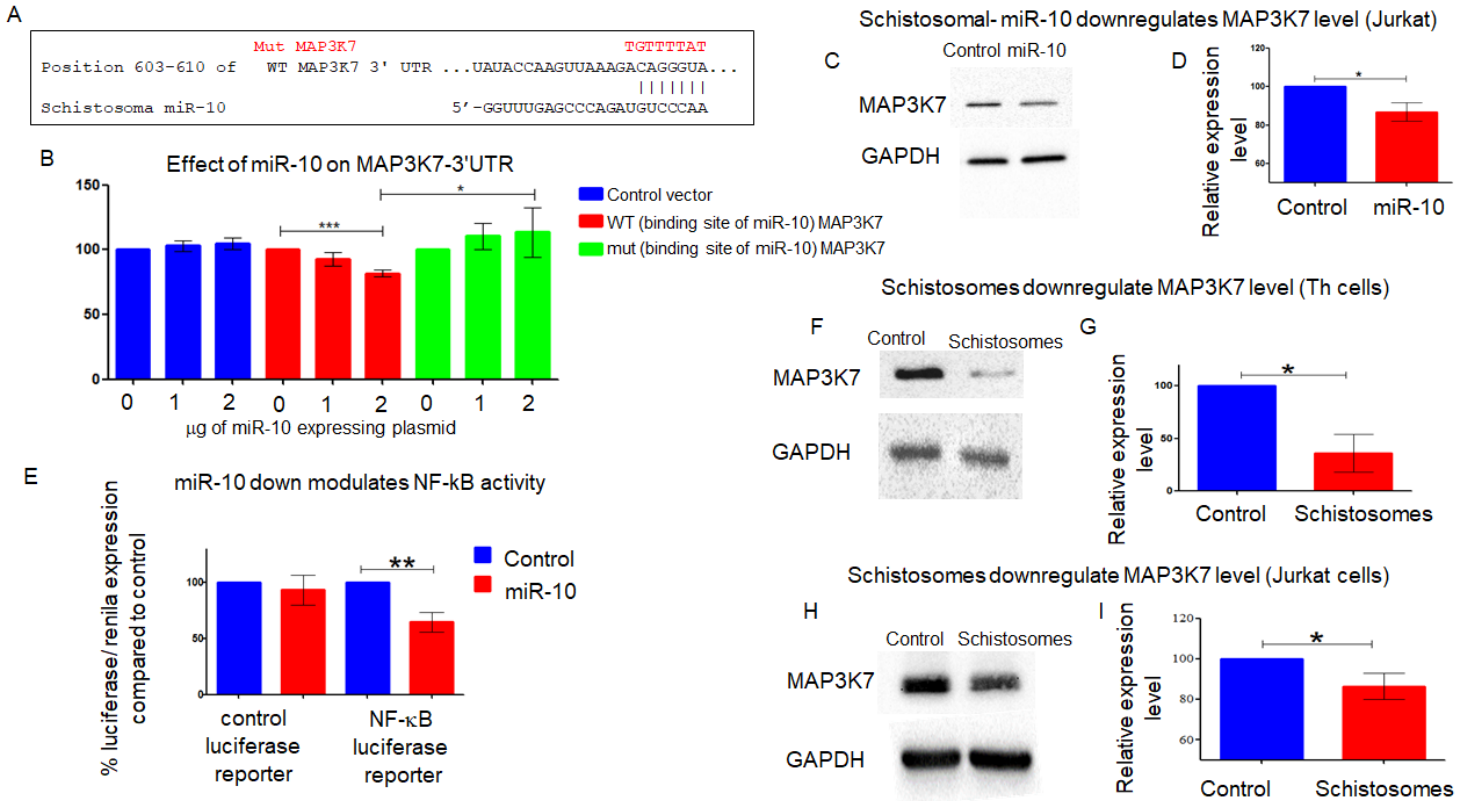 A
Mut MAP3K7 TGTTTTAT
Position 603-610 of WT MAP3K7 3' UTR ...UAUACCAAGUUAAAGACAGGGUA...
Schistosoma miR-10 5'-GGUUUGAGCCCAGAUGUCCCAA
B
Effect of miR-10 on MAP3K7-3'UTR
150
100
50
0
0 1 2 0 1 2 0 1 2
μg of miR-10 expressing plasmid
***
*
Control vector
WT (binding site of miR-10) MAP3K7
mut (binding site of miR-10) MAP3K7
E
miR-10 down modulates NF-kB activity
% luciferase/ renila expression
compared to control
100
50
0
**
Control
miR-10
control
luciferase
reporter
NF-κB
luciferase
reporter
Schistosomal- miR-10 downregulates MAP3K7 level (Jurkat)
C
Control miR-10
MAP3K7
GAPDH
D
Relative expression
level
120
100
80
60
*
Control miR-10
Schistosomes downregulate MAP3K7 level (Th cells)
F
Control Schistosomes
MAP3K7
GAPDH
G
Relative expression
level
100
50
0
*
Control Schistosomes
Schistosomes downregulate MAP3K7 level (Jurkat cells)
H
Control Schistosomes
MAP3K7
GAPDH
I
Relative expression
level
120
100
80
60
*
Control Schistosomes